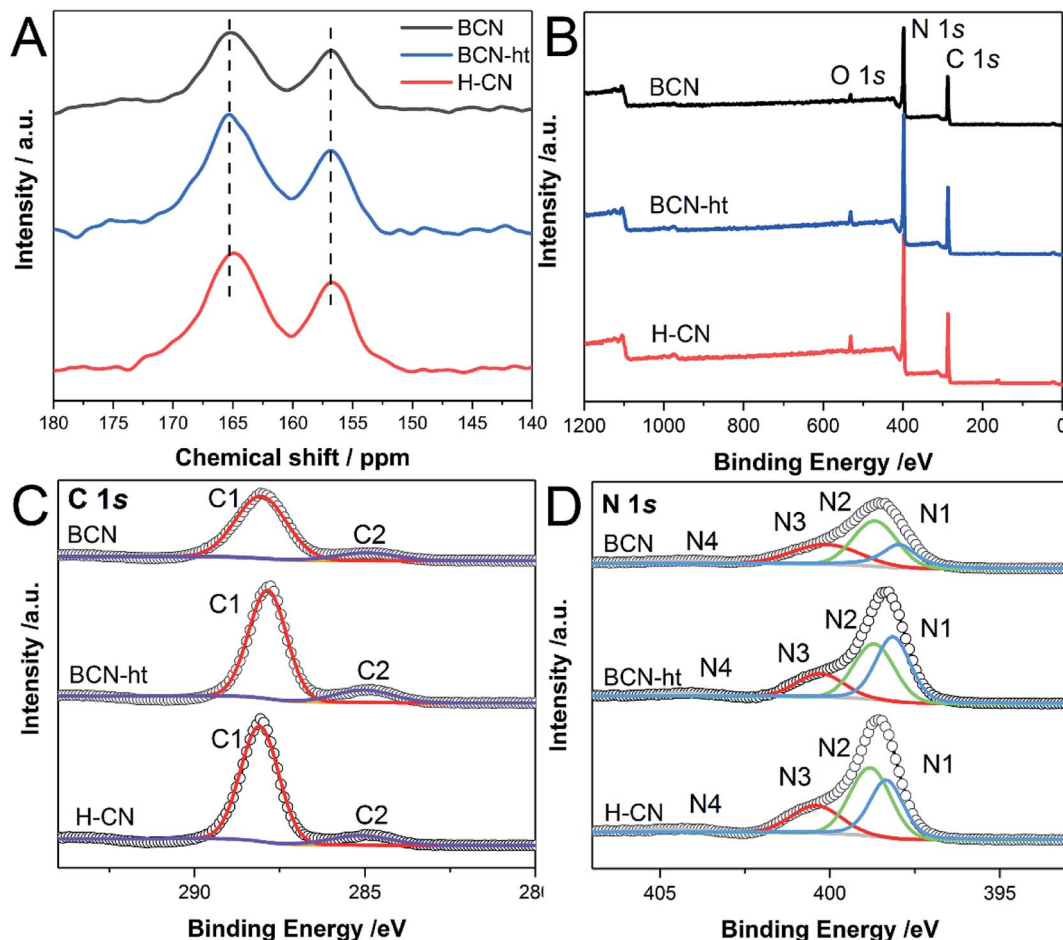 A
BCN
BCN-ht
H-CN
Intensity / a.u.
180 175 170 165 160 155 150 145 140
Chemical shift / ppm
B
N 1s
C 1s
O 1s
BCN
BCN-ht
H-CN
Intensity /a.u.
1200 1000 800 600 400 200 0
Binding Energy /eV
C
C 1s
C1
C2
BCN
C1
C2
BCN-ht
C1
C2
H-CN
Intensity /a.u.
290 285 280
Binding Energy /eV
D
N 1s
N1
N2
N3
N4
BCN
N1
N2
N3
N4
BCN-ht
N1
N2
N3
N4
H-CN
Intensity /a.u.
405 400 395
Binding Energy /eV